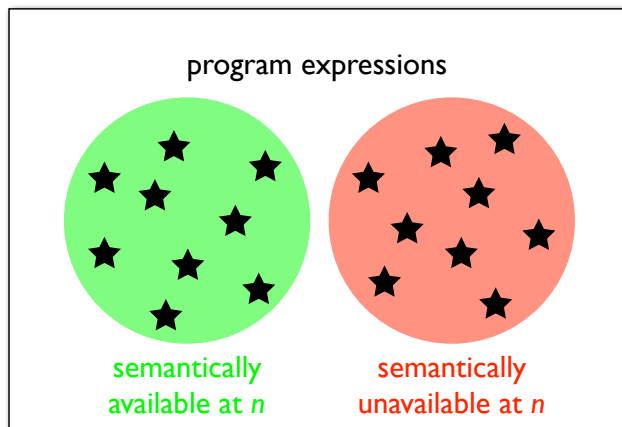 program expressions
semantically
available at n
semantically
unavailable at n